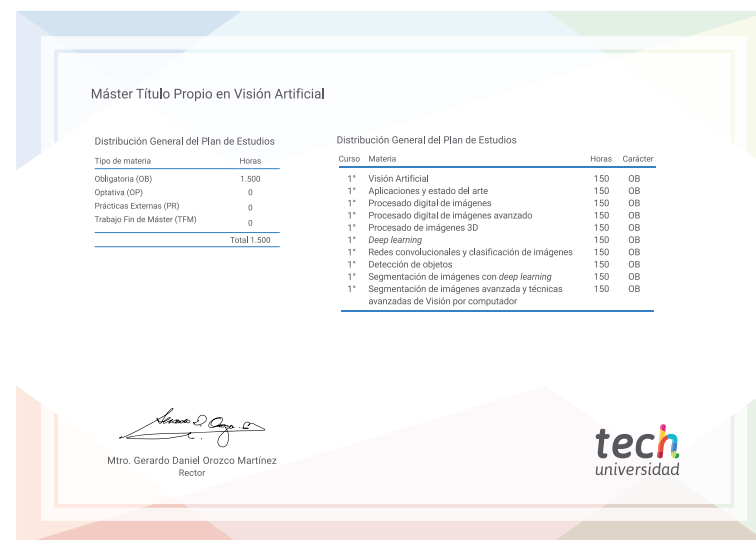 Máster Título Propio en Visión Artificial
Distribución General del Plan de Estudios
Tipo de materia Horas
Obligatoria (OB) 1.500
Optativa (OP) 0
Prácticas Externas (PR) 0
Trabajo Fin de Máster (TFM) 0
Total 1.500
Distribución General del Plan de Estudios
Curso Materia Horas Carácter
1° Visión Artificial 150 OB
1° Aplicaciones y estado del arte 150 OB
1° Procesado digital de imágenes 150 OB
1° Procesado digital de imágenes avanzado 150 OB
1° Procesado de imágenes 3D 150 OB
1° Deep learning 150 OB
1° Redes convolucionales y clasificación de imágenes 150 OB
1° Detección de objetos 150 OB
1° Segmentación de imágenes con deep learning 150 OB
1° Segmentación de imágenes avanzada y técnicas 150 OB
avanzadas de Visión por computador
Mtro. Gerardo Daniel Orozco Martínez
Rector
tech
universidad